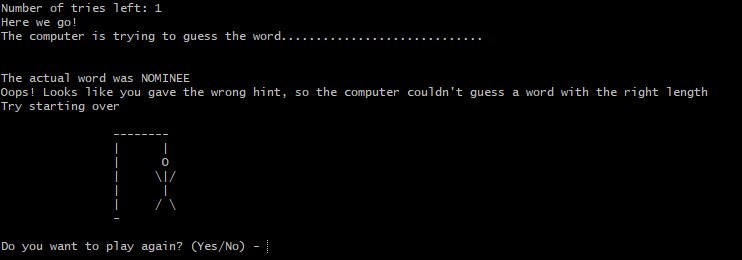 Number of tries left: 1
Here we go!
The computer is trying to guess the word.............................
The actual word was NOMINEE
Oops! Looks like you gave the wrong hint, so the computer couldn't guess a word with the right length
Try starting over
Do you want to play again? (Yes/No) -